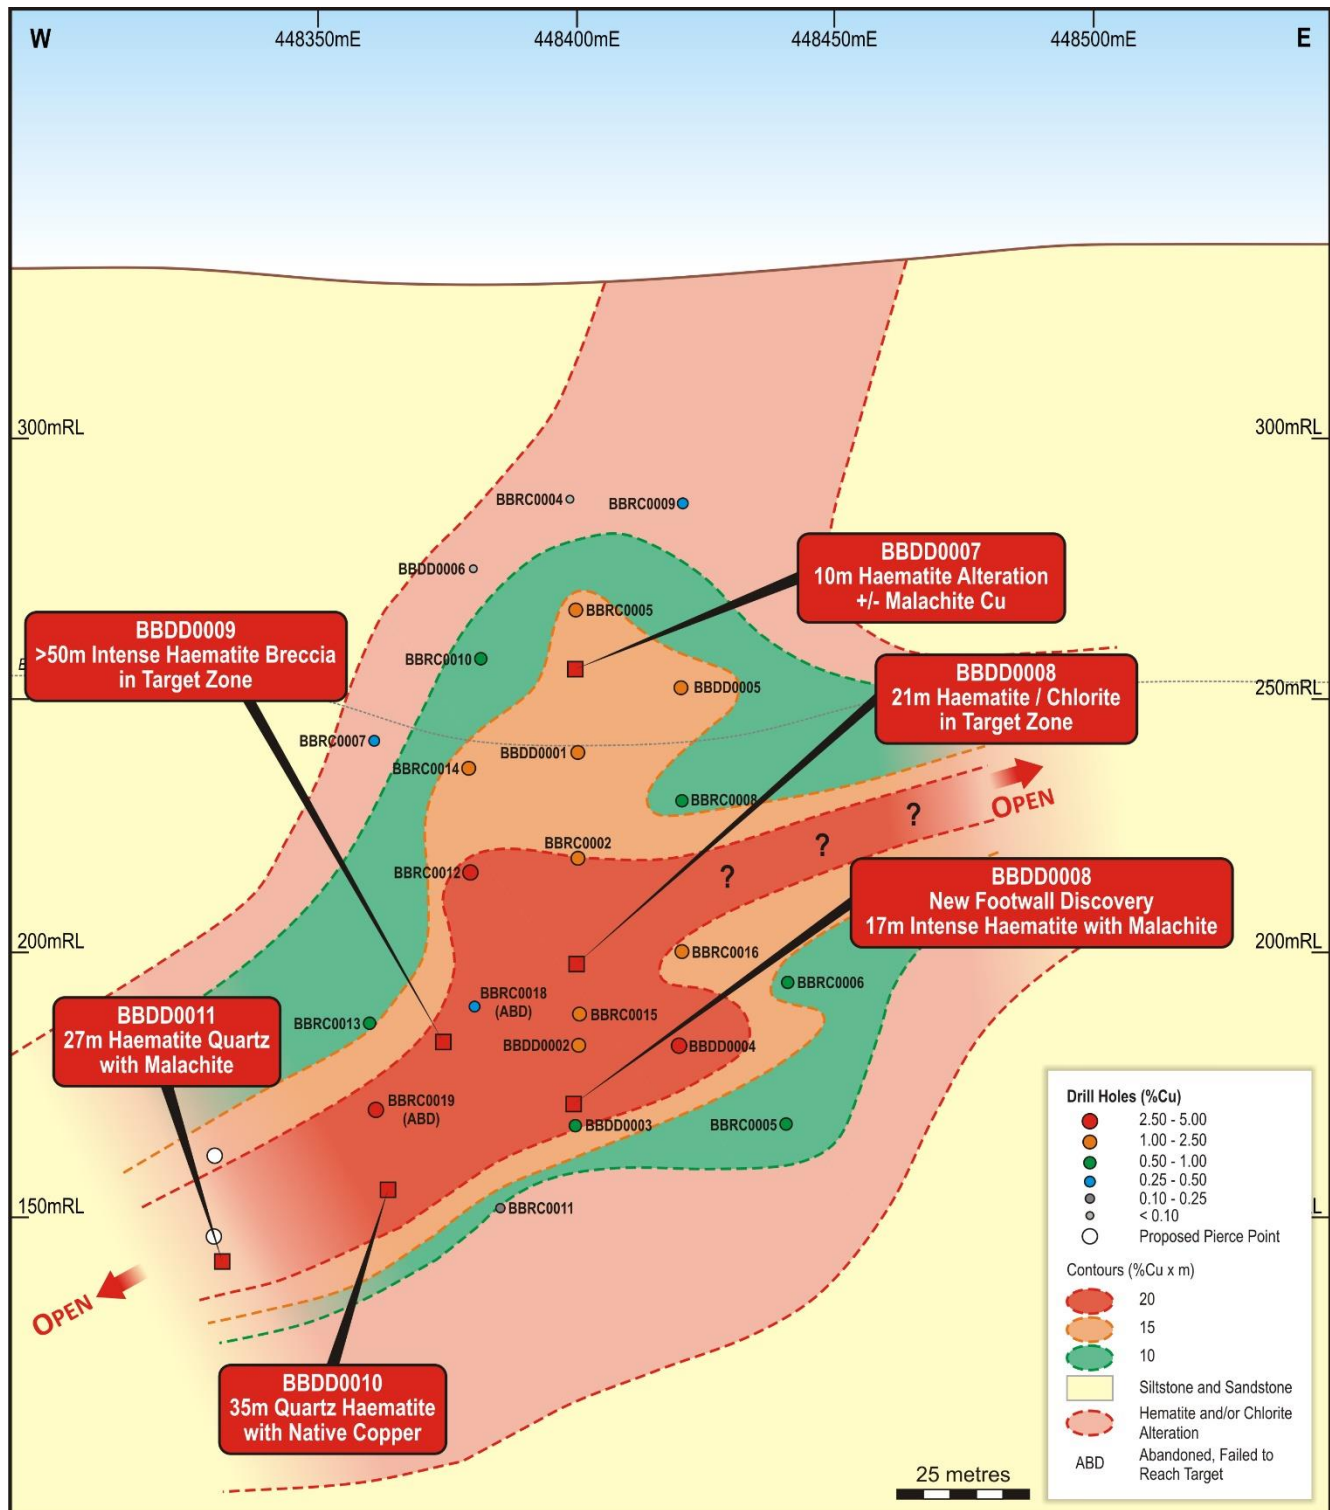 W
448350mE
448400mE
448450mE
448500mE
E
300mRL
300mRL
BBRC0004
BBRC0009
BBDD0007
10m Haematite Alteration
+/- Malachite Cu
BBDD0006
BBRC0005
BBDD0009
>50m Intense Haematite Breccia
in Target Zone
BBRC0010
BBDD0005
BBDD0008
21m Haematite / Chlorite
in Target Zone
250mRL
BBRC0007
BBDD0001
BBRC0014
BBRC0008
OPEN
?
?
?
BBRC0002
BBRC0012
BBDD0008
New Footwall Discovery
17m Intense Haematite with Malachite
200mRL
200mRL
BBRC0016
BBRC0006
BBRC0018
(ABD)
BBRC0015
BBRC0013
BBDD0011
27m Haematite Quartz
with Malachite
BBDD0002
BBDD0004
BBRC0019
(ABD)
BBDD0003
BBRC0005
BBRC0011
150mRL
OPEN
BBDD0010
35m Quartz Haematite
with Native Copper
Drill Holes (%Cu)
2.50 - 5.00
1.00 - 2.50
0.50 - 1.00
0.25 - 0.50
0.10 - 0.25
< 0.10
Proposed Pierce Point
Contours (%Cu x m)
20
15
10
Siltstone and Sandstone
Hematite and/or Chlorite
Alteration
ABD
Abandoned, Failed to
Reach Target
25 metres